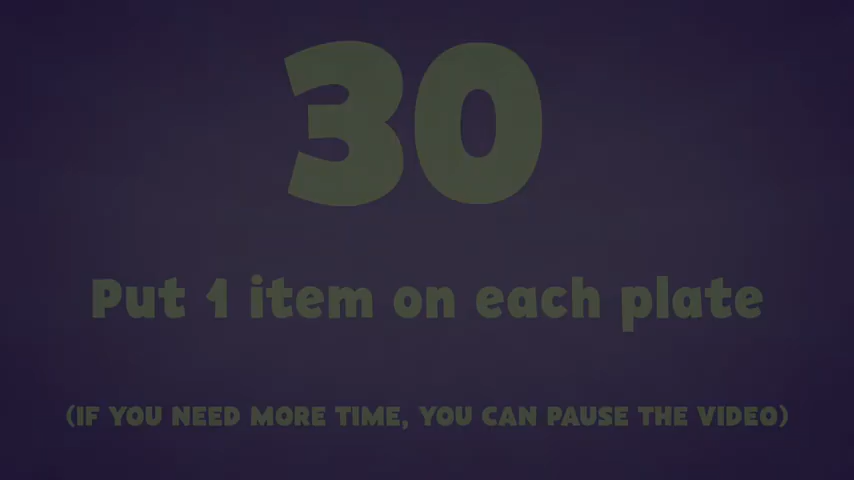 30
Put 1 item on each plate
(IF YOU NEED MORE TIME, YOU CAN PAUSE THE VIDEO)